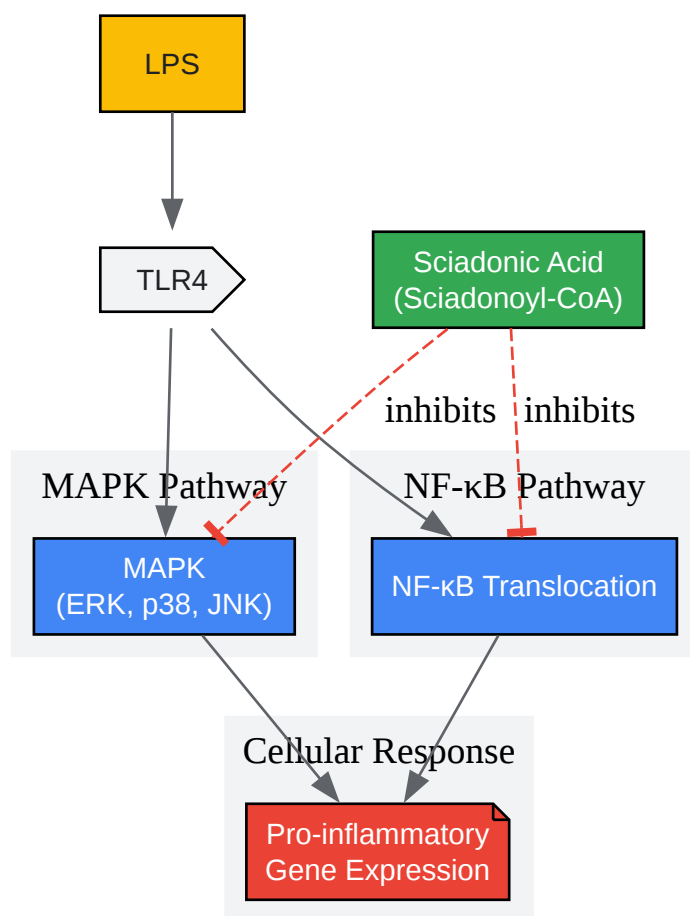 LPS
TLR4
Sciadonic Acid
(Sciadonoyl-CoA)
inhibits
inhibits
MAPK Pathway
NF-κB Pathway
MAPK
(ERK, p38, JNK)
NF-κB Translocation
Cellular Response
Pro-inflammatory
Gene Expression